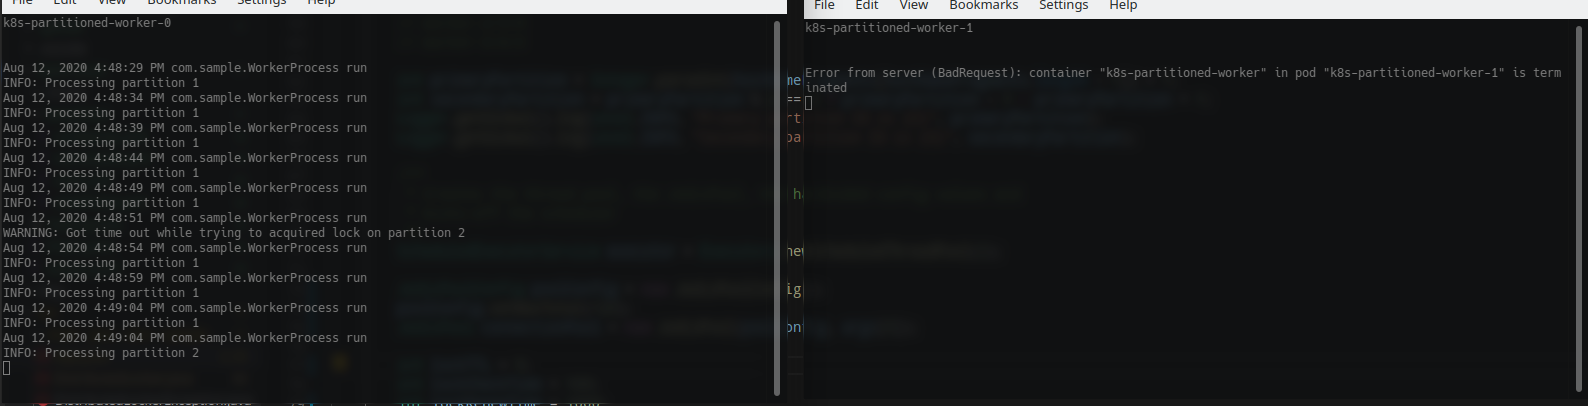 File Edit View Bookmarks Settings Help
k8s-partitioned-worker-0
Aug 12, 2020 4:48:29 PM com.sample.WorkerProcess run
INFO: Processing partition 1
Aug 12, 2020 4:48:34 PM com.sample.WorkerProcess run
INFO: Processing partition 1
Aug 12, 2020 4:48:39 PM com.sample.WorkerProcess run
INFO: Processing partition 1
Aug 12, 2020 4:48:44 PM com.sample.WorkerProcess run
INFO: Processing partition 1
Aug 12, 2020 4:48:49 PM com.sample.WorkerProcess run
INFO: Processing partition 1
Aug 12, 2020 4:48:51 PM com.sample.WorkerProcess run
WARNING: Got time out while trying to acquired lock on partition 2
Aug 12, 2020 4:48:54 PM com.sample.WorkerProcess run
INFO: Processing partition 1
Aug 12, 2020 4:48:59 PM com.sample.WorkerProcess run
INFO: Processing partition 1
Aug 12, 2020 4:49:04 PM com.sample.WorkerProcess run
INFO: Processing partition 1
Aug 12, 2020 4:49:04 PM com.sample.WorkerProcess run
INFO: Processing partition 2
File Edit View Bookmarks Settings Help
k8s-partitioned-worker-1
Error from server (BadRequest): container "k8s-partitioned-worker" in pod "k8s-partitioned-worker-1" is term
inated